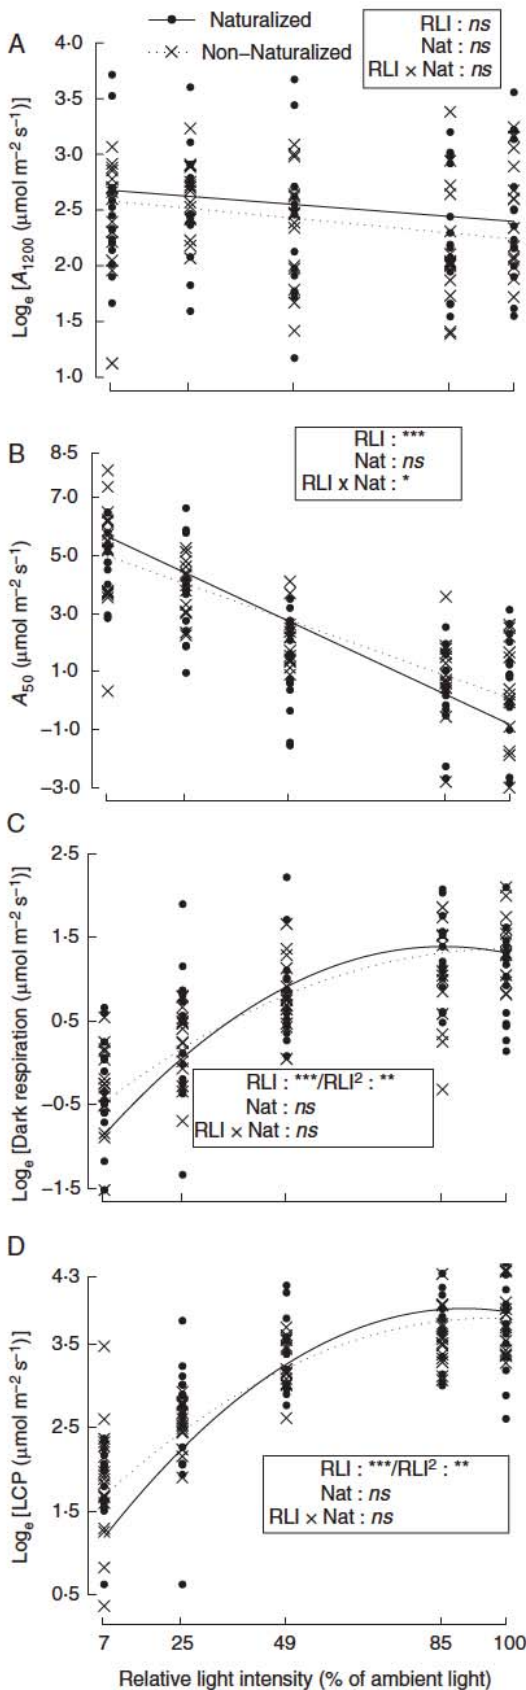 Naturalized
Non–Naturalized
A
RLI : ns
Nat : ns
RLI × Nat : ns
4·0
3·5
3·0
2·5
2·0
1·5
1·0
Logₑ [A₁₂₀₀ (μmol m⁻² s⁻¹)]
B
RLI : ***
Nat : ns
RLI x Nat : *
8·5
7·0
5·0
3·0
1·0
−1·0
−3·0
A₅₀ (μmol m⁻² s⁻¹)
C
2·5
1·5
0·5
−0·5
−1·5
Logₑ [Dark respiration (μmol m⁻² s⁻¹)]
RLI : ***/RLI² : **
Nat : ns
RLI × Nat : ns
D
4·3
3·5
2·5
1·5
0·5
Logₑ [LCP (μmol m⁻² s⁻¹)]
RLI : ***/RLI² : **
Nat : ns
RLI × Nat : ns
7 25 49 85 100
Relative light intensity (% of ambient light)